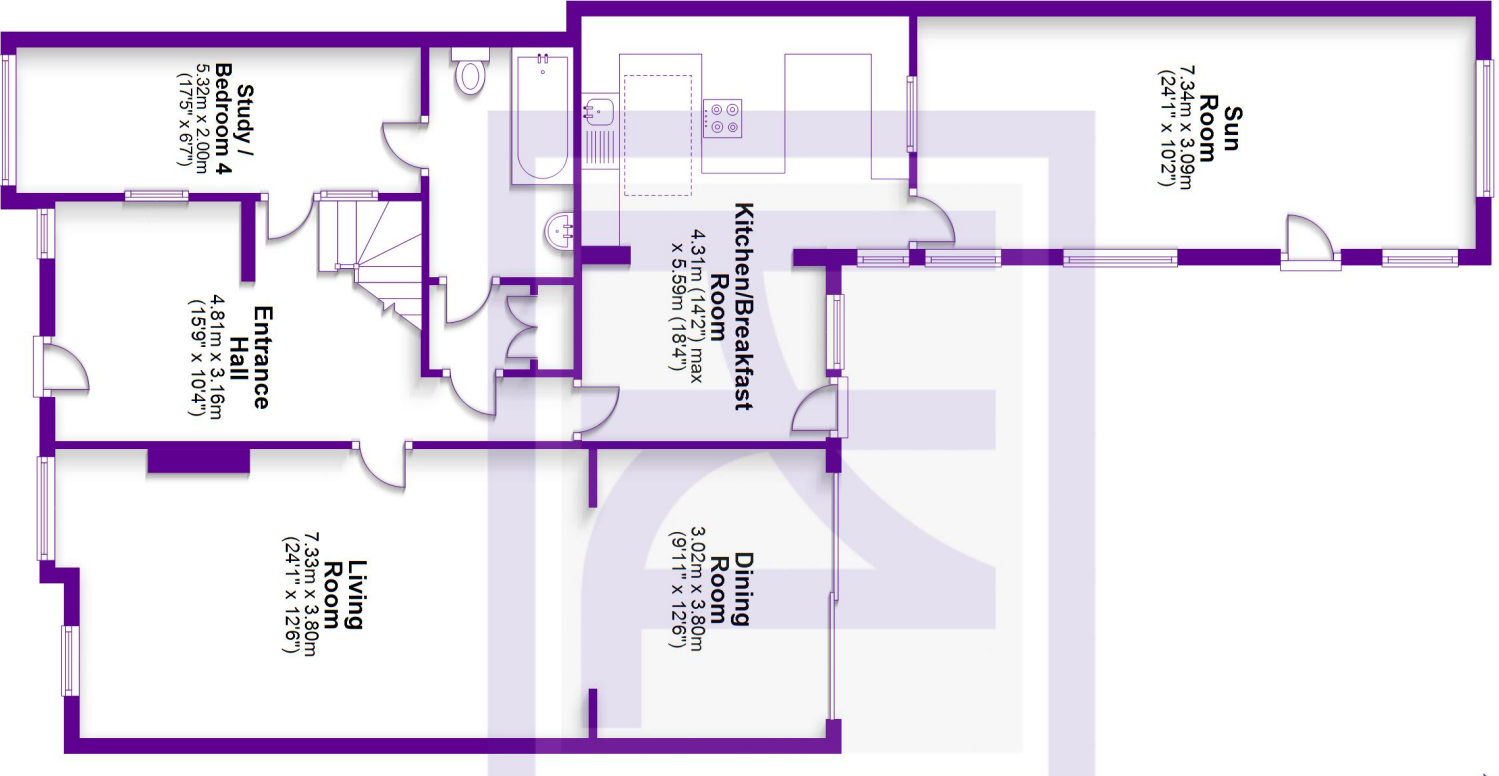 Study /
Bedroom 4
5.32m x 2.00m
(17'5" x 6'7")
Sun
Room
7.34m x 3.09m
(24'1" x 10'2")
Kitchen/Breakfast
Room
4.31m (14'2") max
x 5.59m (18'4")
Entrance
Hall
4.81m x 3.16m
(15'9" x 10'4")
Living
Room
7.33m x 3.80m
(24'1" x 12'6")
Dining
Room
3.02m x 3.80m
(9'11" x 12'6")